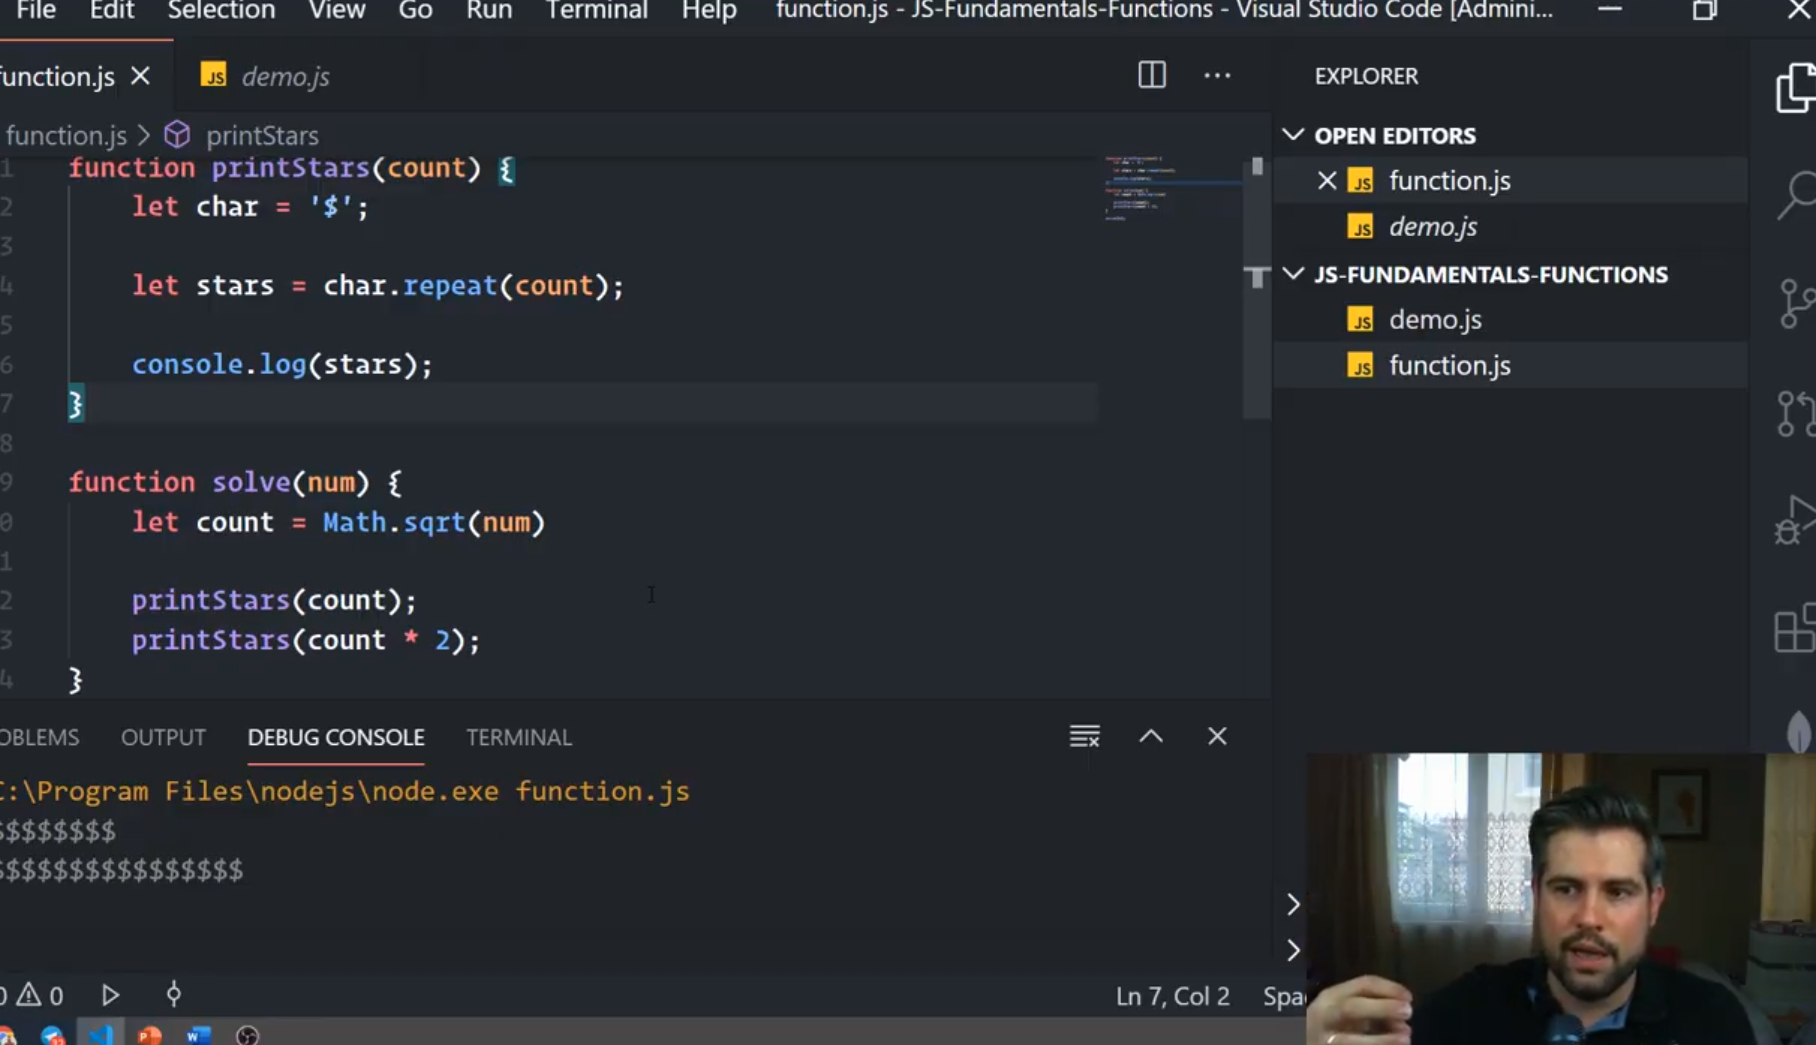 File Edit Selection View Go Run Terminal Help function.js - JS-Fundamentals-Functions - Visual Studio Code [Admini...
function.js
JS demo.js
EXPLORER
function.js > printStars
OPEN EDITORS
JS function.js
JS demo.js
JS-FUNDAMENTALS-FUNCTIONS
JS demo.js
JS function.js
1 function printStars(count) {
2 let char = '$';
3
4 let stars = char.repeat(count);
5
6 console.log(stars);
7 }
8
9 function solve(num) {
0 let count = Math.sqrt(num)
1
2 printStars(count);
3 printStars(count * 2);
4 }
OBLEMS OUTPUT DEBUG CONSOLE TERMINAL
C:\Program Files\nodejs\node.exe function.js
$$$$$$$$
$$$$$$$$$$$$$$$$
0 0 Ln 7, Col 2 Spa